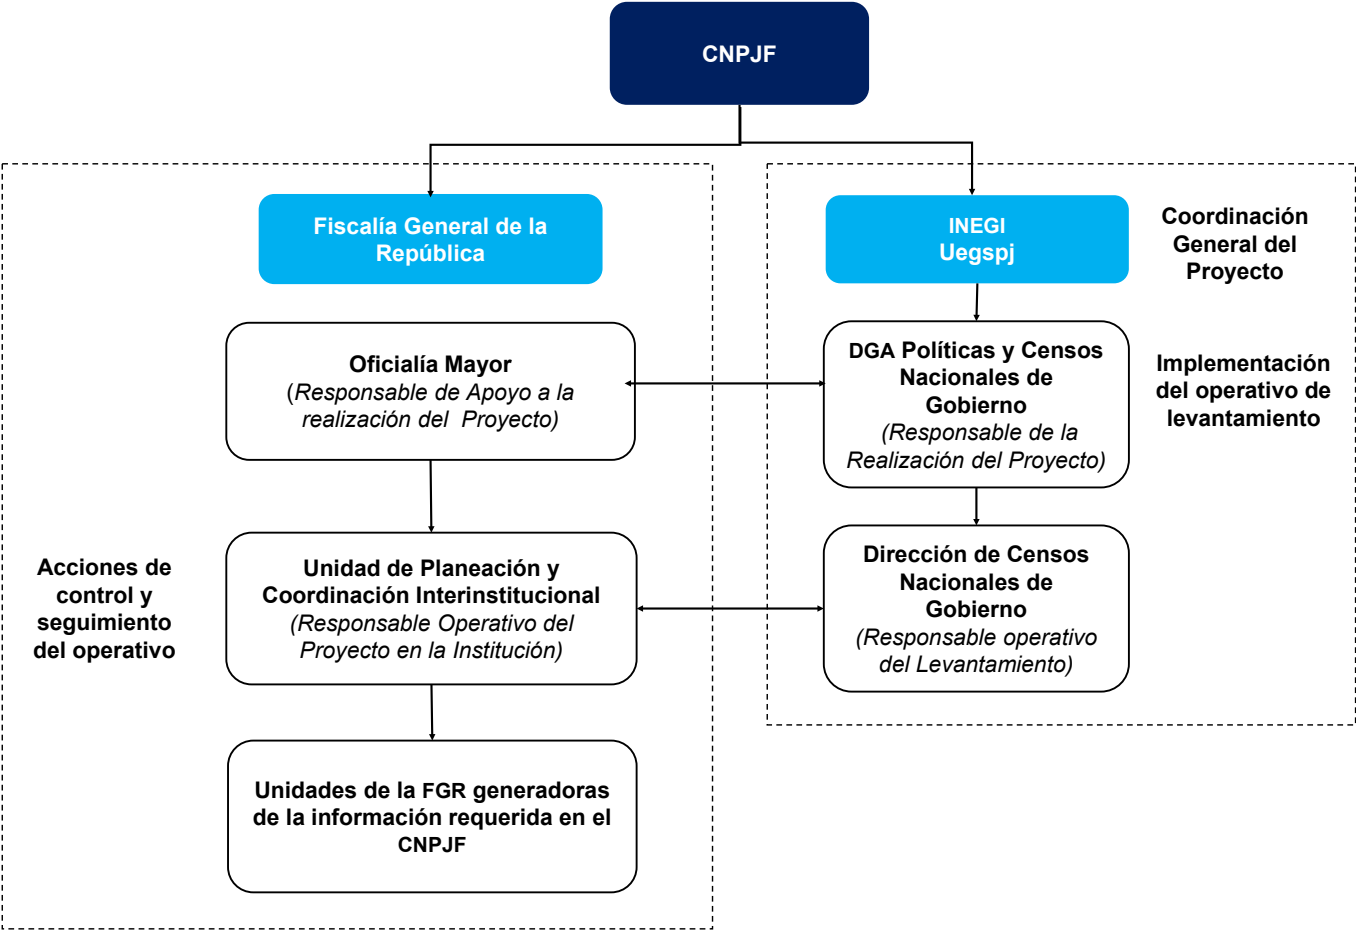 CNPJF
Fiscalía General de la
República
INEGI
Uegspj
Coordinación
General del
Proyecto
Oficialía Mayor
(Responsable de Apoyo a la
realización del Proyecto)
DGA Políticas y Censos
Nacionales de
Gobierno
(Responsable de la
Realización del Proyecto)
Implementación
del operativo de
levantamiento
Acciones de
control y
seguimiento
del operativo
Unidad de Planeación y
Coordinación Interinstitucional
(Responsable Operativo del
Proyecto en la Institución)
Dirección de Censos
Nacionales de
Gobierno
(Responsable operativo
del Levantamiento)
Unidades de la FGR generadoras
de la información requerida en el
CNPJF